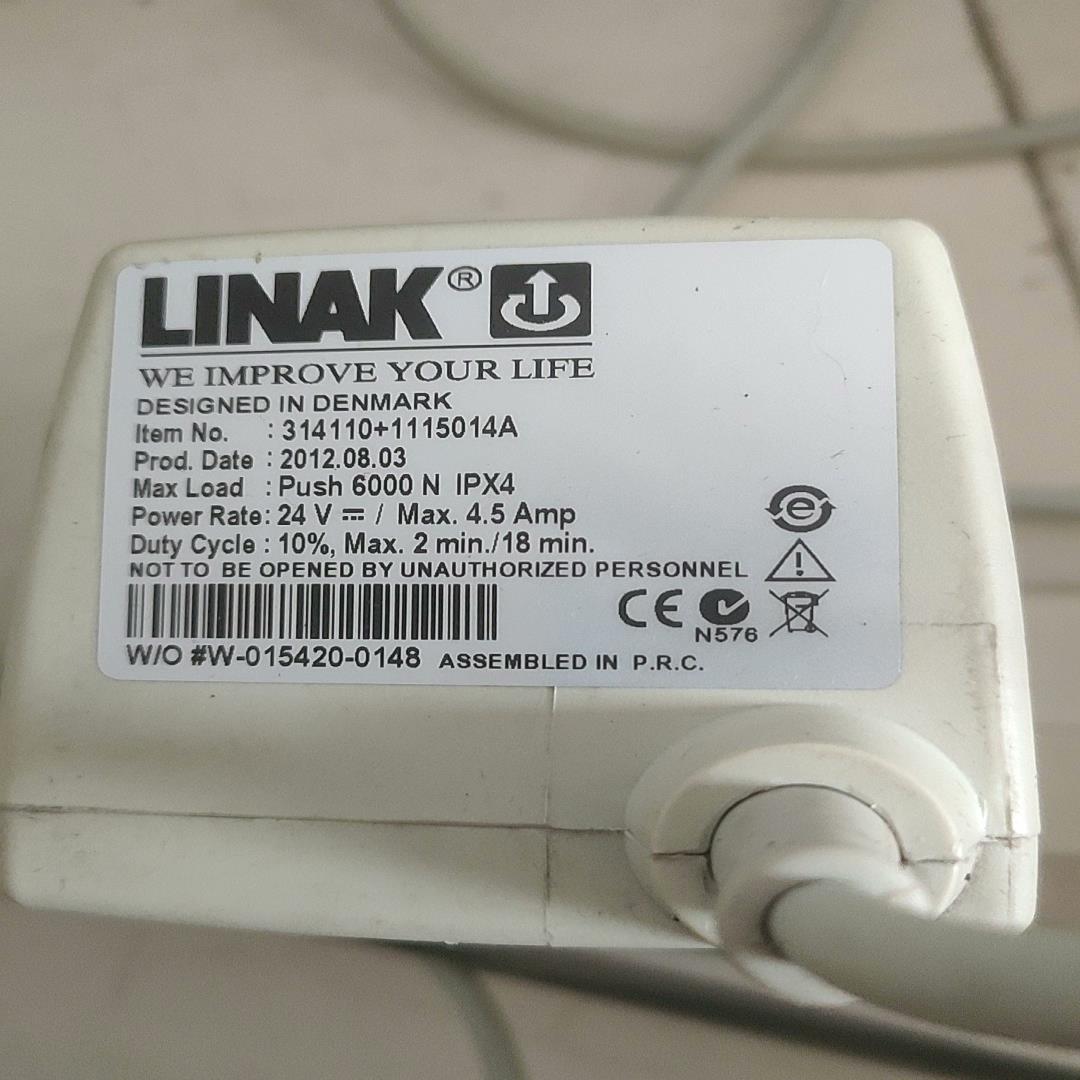 LINAK®
WE IMPROVE YOUR LIFE
DESIGNED IN DENMARK
Item No. : 314110+1115014A
Prod. Date : 2012.08.03
Max Load : Push 6000 N IPX4
Power Rate: 24 V ⎓ / Max. 4.5 Amp
Duty Cycle : 10%, Max. 2 min./18 min.
NOT TO BE OPENED BY UNAUTHORIZED PERSONNEL
e
CE
N576
W/O #W-015420-0148 ASSEMBLED IN P.R.C.